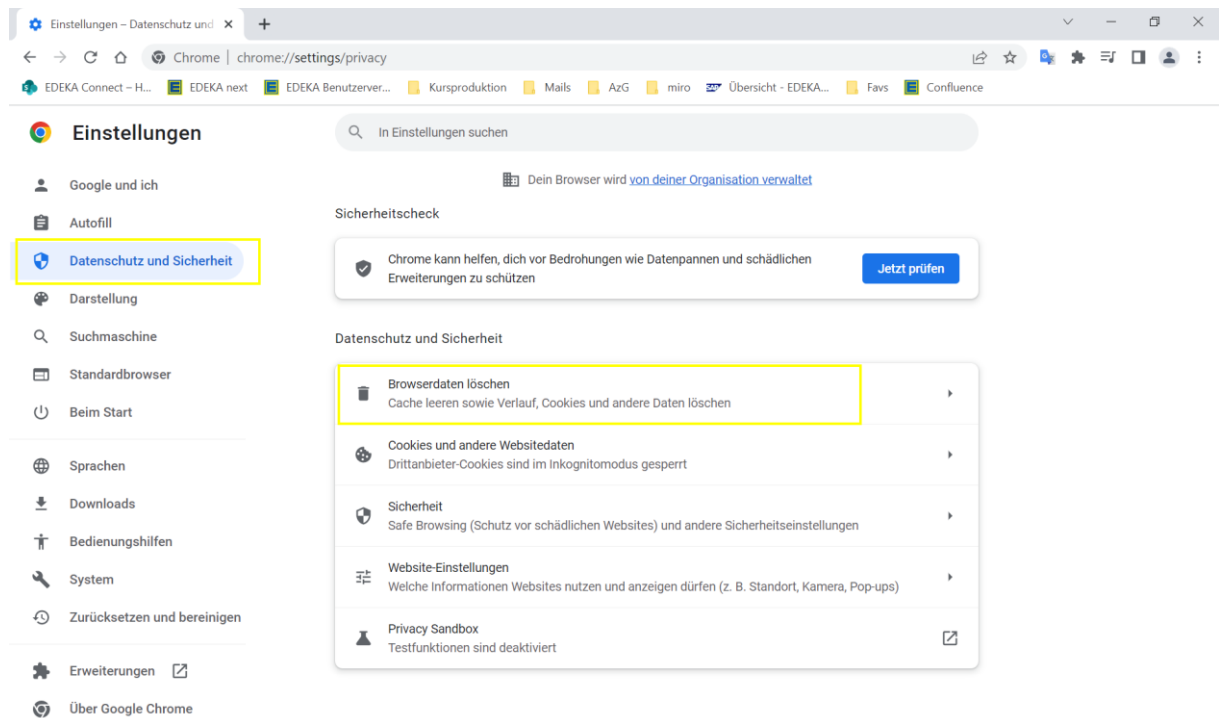 Einstellungen – Datenschutz und
Chrome | chrome://settings/privacy
EDEKA Connect – H... EDEKA next EDEKA Benutzerver... Kursproduktion Mails AzG miro SAP Übersicht - EDEKA... Favs Confluence
Einstellungen
In Einstellungen suchen
Dein Browser wird von deiner Organisation verwaltet
Google und ich
Autofill
Datenschutz und Sicherheit
Darstellung
Suchmaschine
Standardbrowser
Beim Start
Sprachen
Downloads
Bedienungshilfen
System
Zurücksetzen und bereinigen
Erweiterungen
Über Google Chrome
Sicherheitscheck
Chrome kann helfen, dich vor Bedrohungen wie Datenpannen und schädlichen
Erweiterungen zu schützen
Jetzt prüfen
Datenschutz und Sicherheit
Browserdaten löschen
Cache leeren sowie Verlauf, Cookies und andere Daten löschen
Cookies und andere Websitedaten
Drittanbieter-Cookies sind im Inkognitomodus gesperrt
Sicherheit
Safe Browsing (Schutz vor schädlichen Websites) und andere Sicherheitseinstellungen
Website-Einstellungen
Welche Informationen Websites nutzen und anzeigen dürfen (z. B. Standort, Kamera, Pop-ups)
Privacy Sandbox
Testfunktionen sind deaktiviert